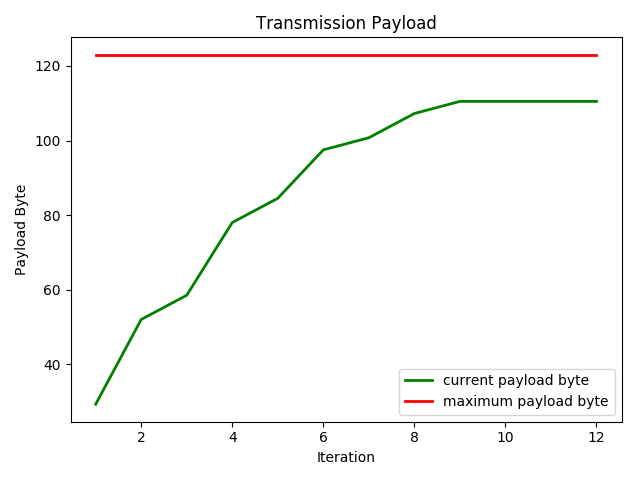 Transmission Payload
Payload Byte
120
100
80
60
40
2
4
6
8
10
12
Iteration
current payload byte
maximum payload byte